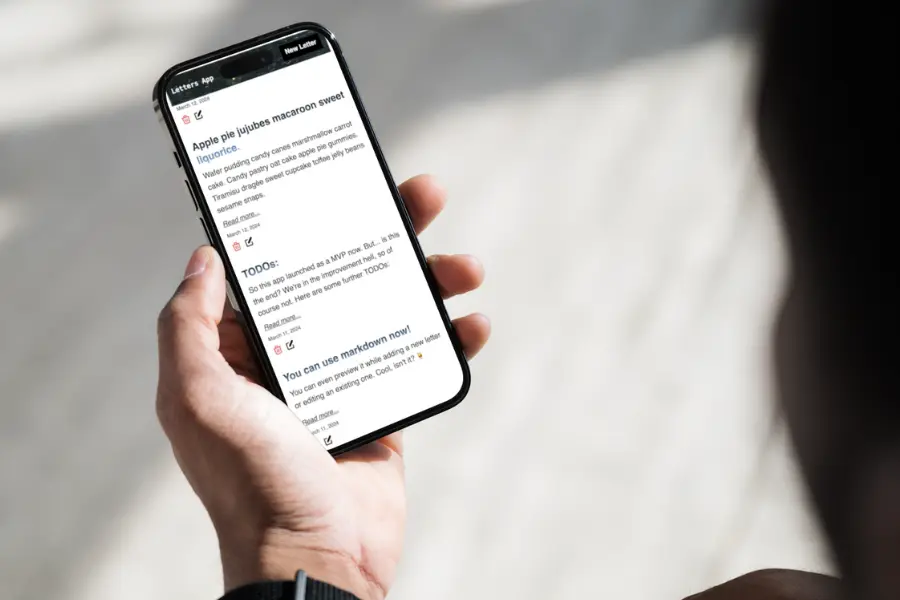 Letters App
New Letter
March 12, 2024
Apple pie jujubes macaroon sweet
liquorice.
Wafer pudding candy canes marshmallow carrot
cake. Candy pastry oat cake apple pie gummies.
Tiramisu dragée sweet cupcake toffee jelly beans
sesame snaps.
Read more...
March 12, 2024
TODOs:
So this app launched as a MVP now. But... is this
the end? We're in the improvement hell, so of
course not. Here are some further TODOs:
Read more...
March 11, 2024
You can use markdown now!
You can even preview it while adding a new letter
or editing an existing one. Cool, isn't it?
Read more...
11, 2024